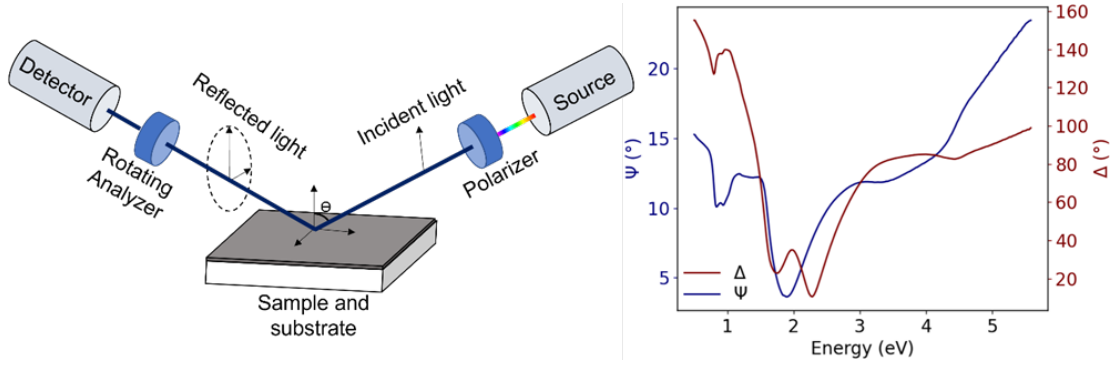 Detector
Reflected light
Incident light
Source
Rotating
Analyzer
Polarizer
Θ
Sample and
substrate
Ψ (°)
20
15
10
5
Δ
Ψ
1
2
3
4
5
Energy (eV)
160
140
120
100
80
60
40
20
Δ (°)